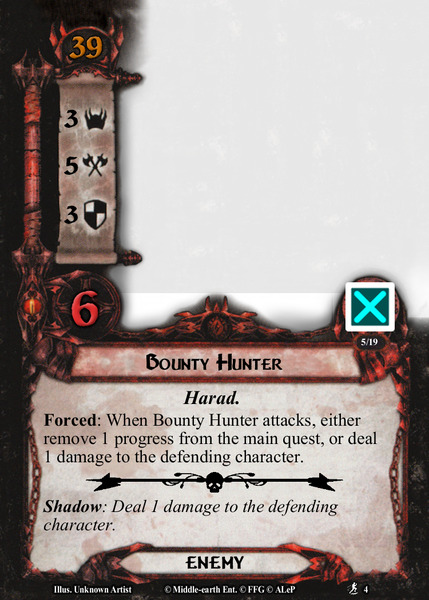 39
3
5
3
6
5/19
Bounty Hunter
Harad.
Forced: When Bounty Hunter attacks, either
remove 1 progress from the main quest, or deal
1 damage to the defending character.
Shadow: Deal 1 damage to the defending
character.
ENEMY
Illus. Unknown Artist © Middle-earth Ent. © FFG © ALeP 4